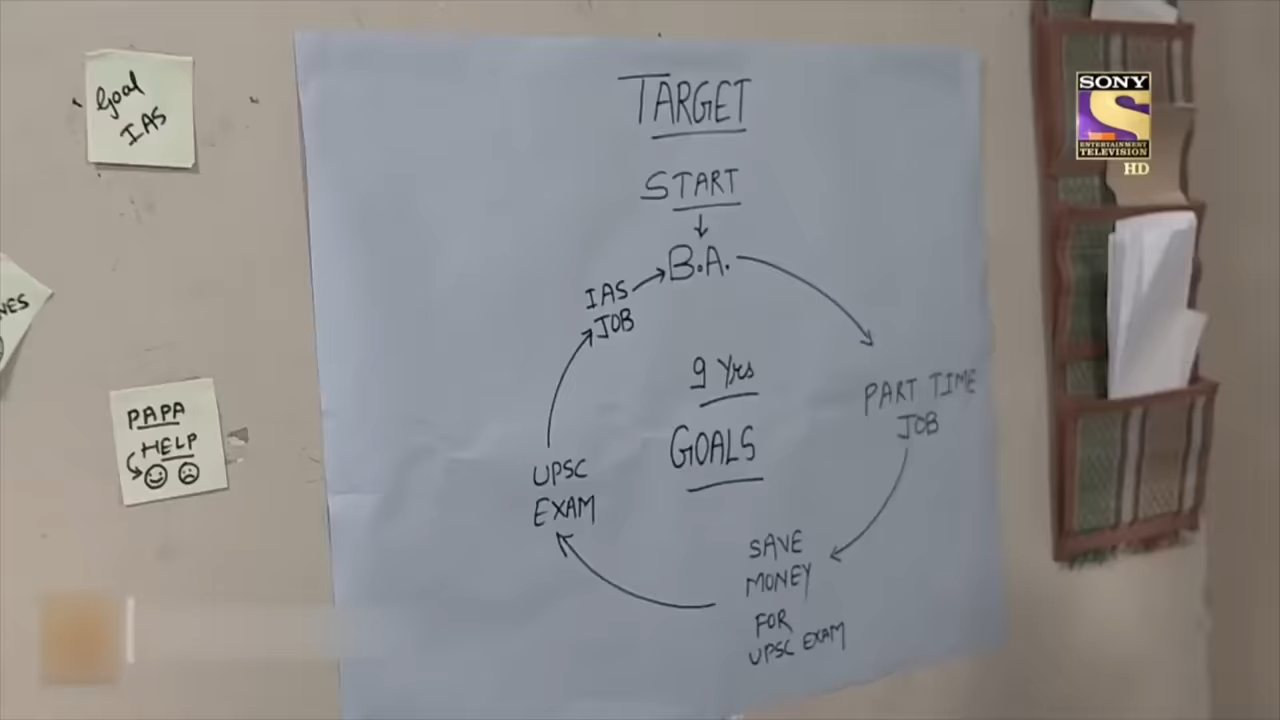 Goal
IAS
NES
PAPA
HELP
TARGET
START
B.A.
PART TIME
JOB
SAVE
MONEY
FOR
UPSC EXAM
UPSC
EXAM
IAS
JOB
9 Yrs
GOALS
SONY
S
ENTERTAINMENT
TELEVISION
HD